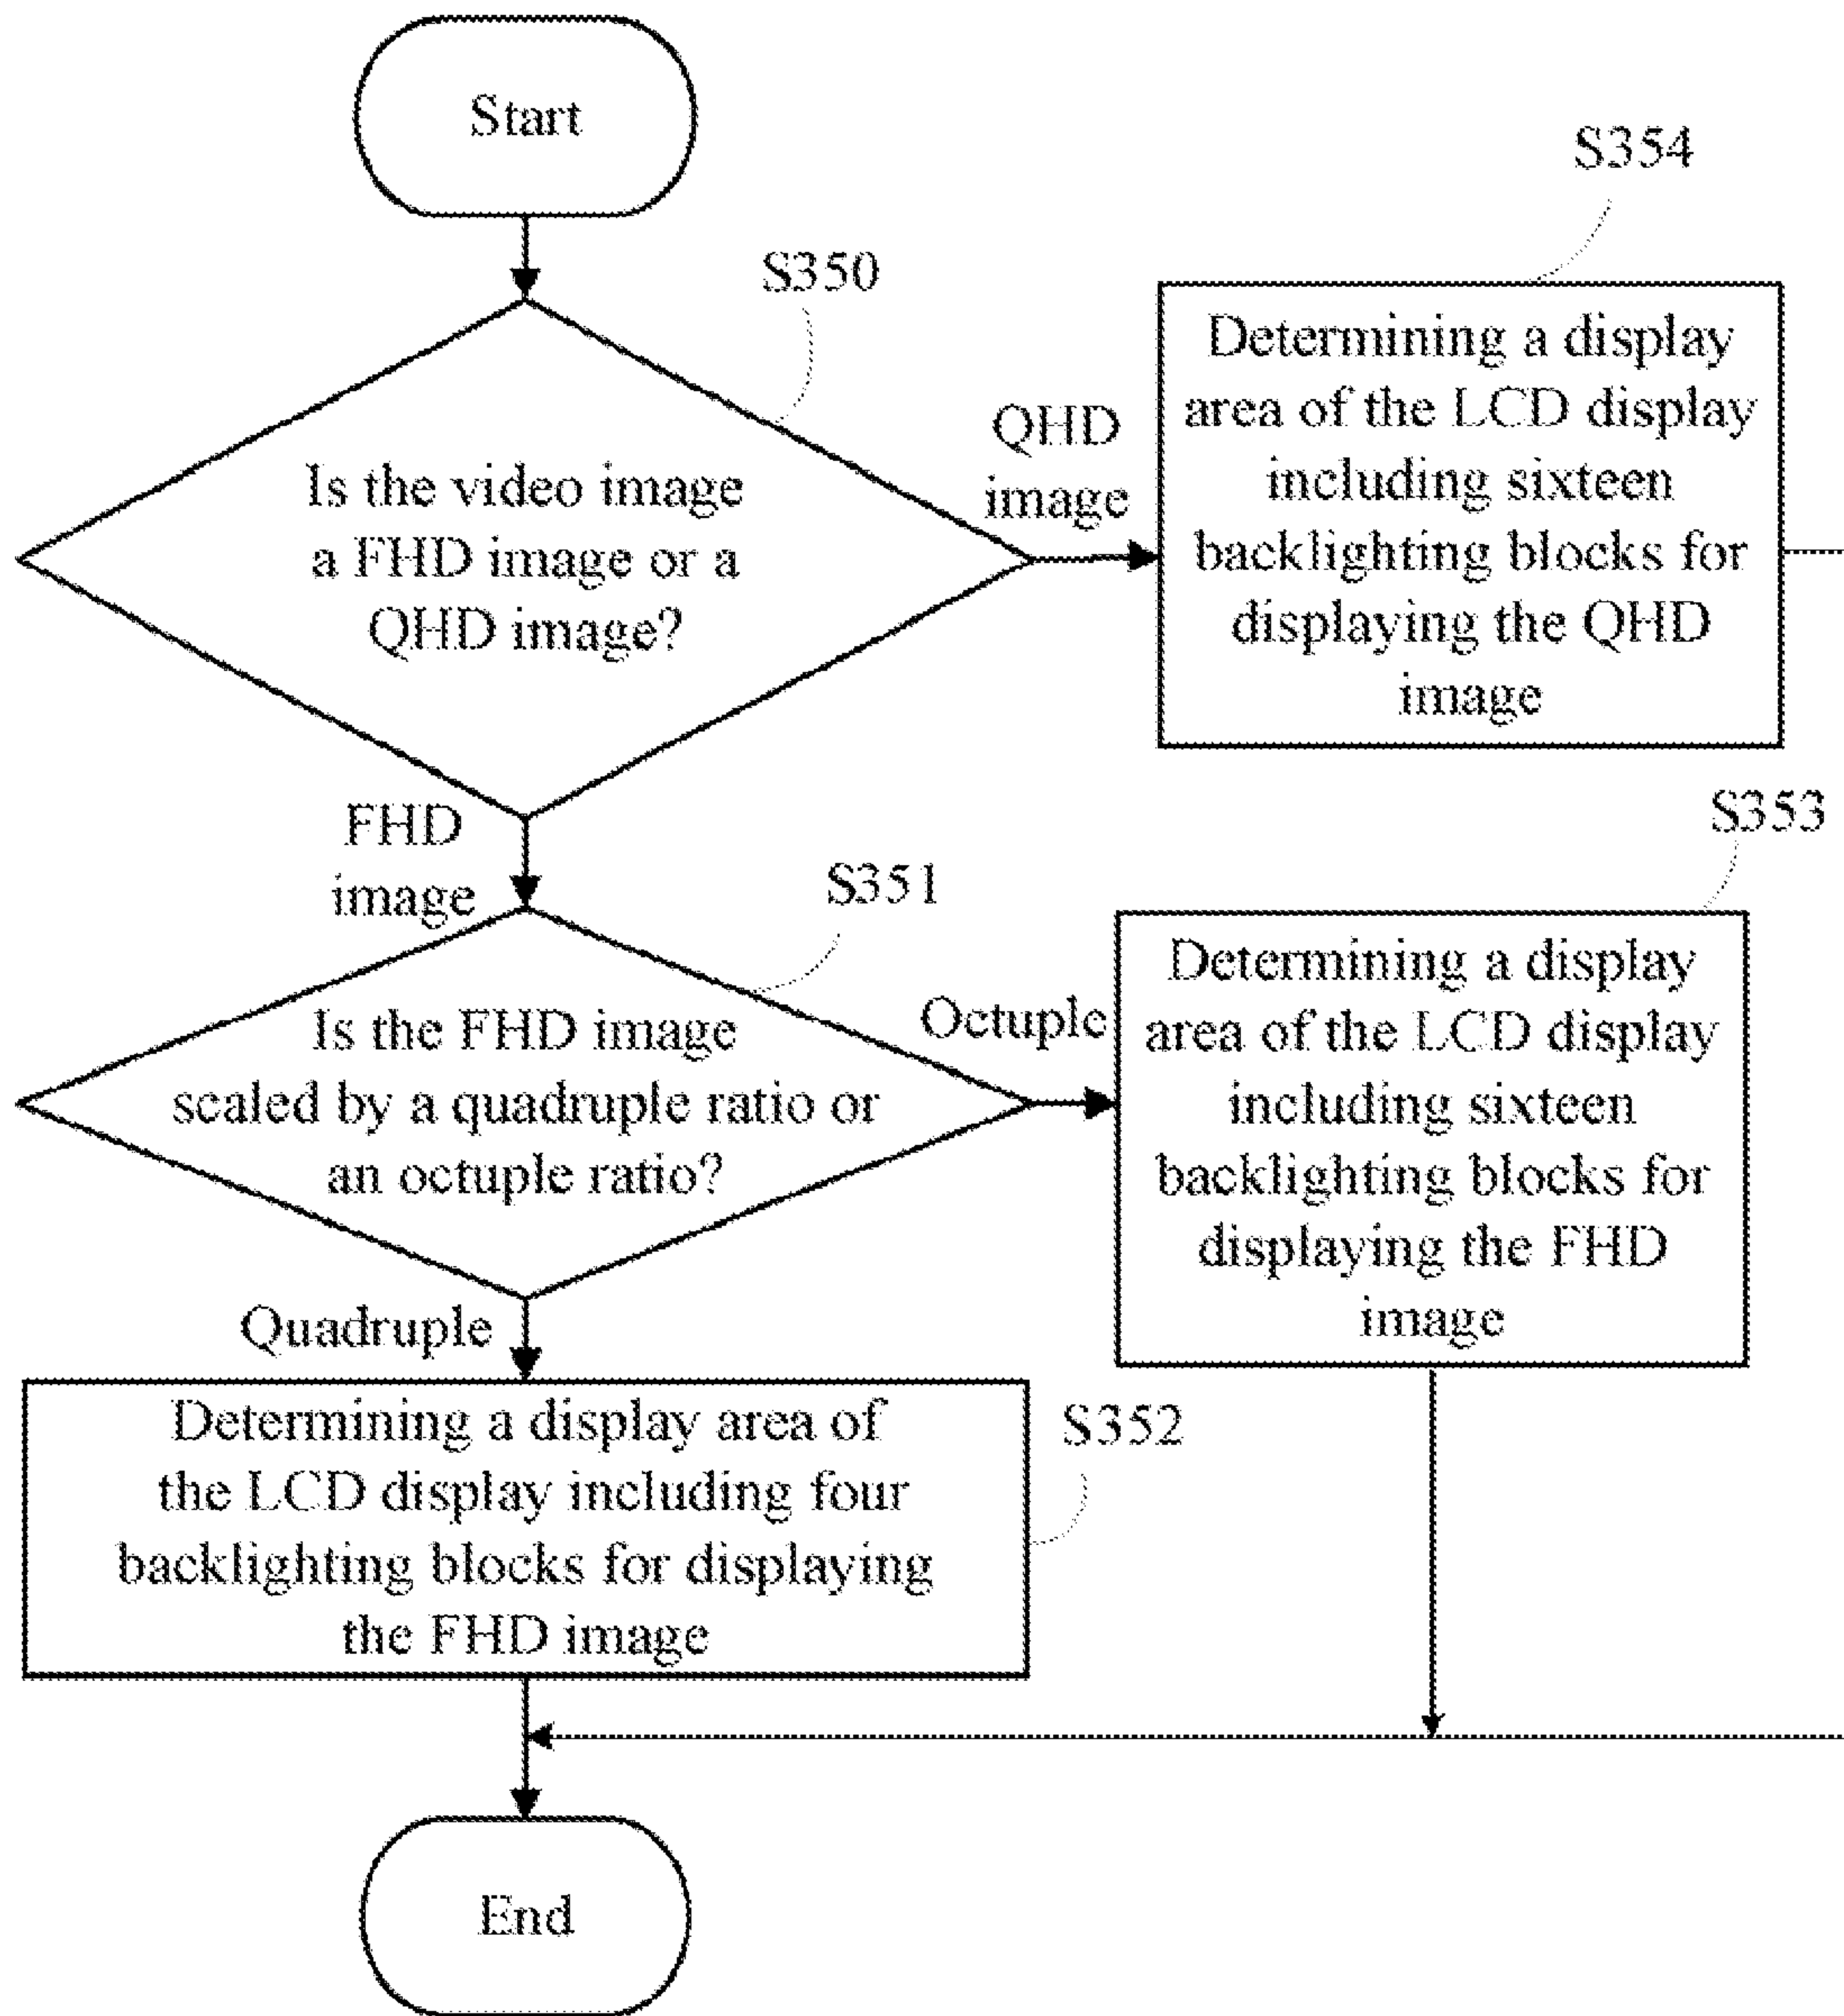 Start
S350
Is the video image
a FHD image or a
QHD image?
QHD
image
S354
Determining a display
area of the LCD display
including sixteen
backlighting blocks for
displaying the QHD
image
FHD
image
S351
Is the FHD image
scaled by a quadruple ratio or
an octuple ratio?
Octuple
S353
Determining a display
area of the LCD display
including sixteen
backlighting blocks for
displaying the FHD
image
Quadruple
S352
Determining a display area of
the LCD display including four
backlighting blocks for displaying
the FHD image
End